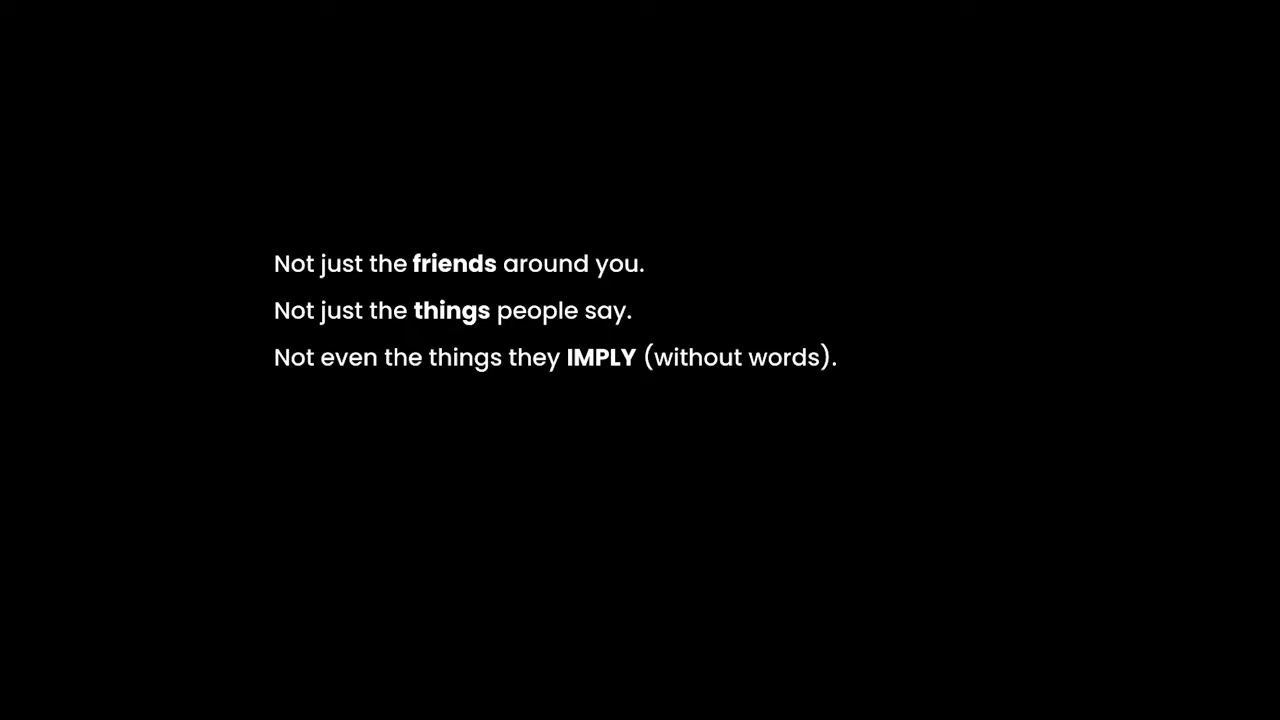 Not just the friends around you.
Not just the things people say.
Not even the things they IMPLY (without words).